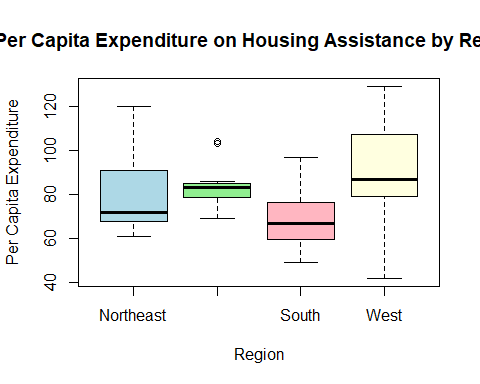 Per Capita Expenditure on Housing Assistance by Re
Per Capita Expenditure
120
100
80
60
40
Northeast South West
Region